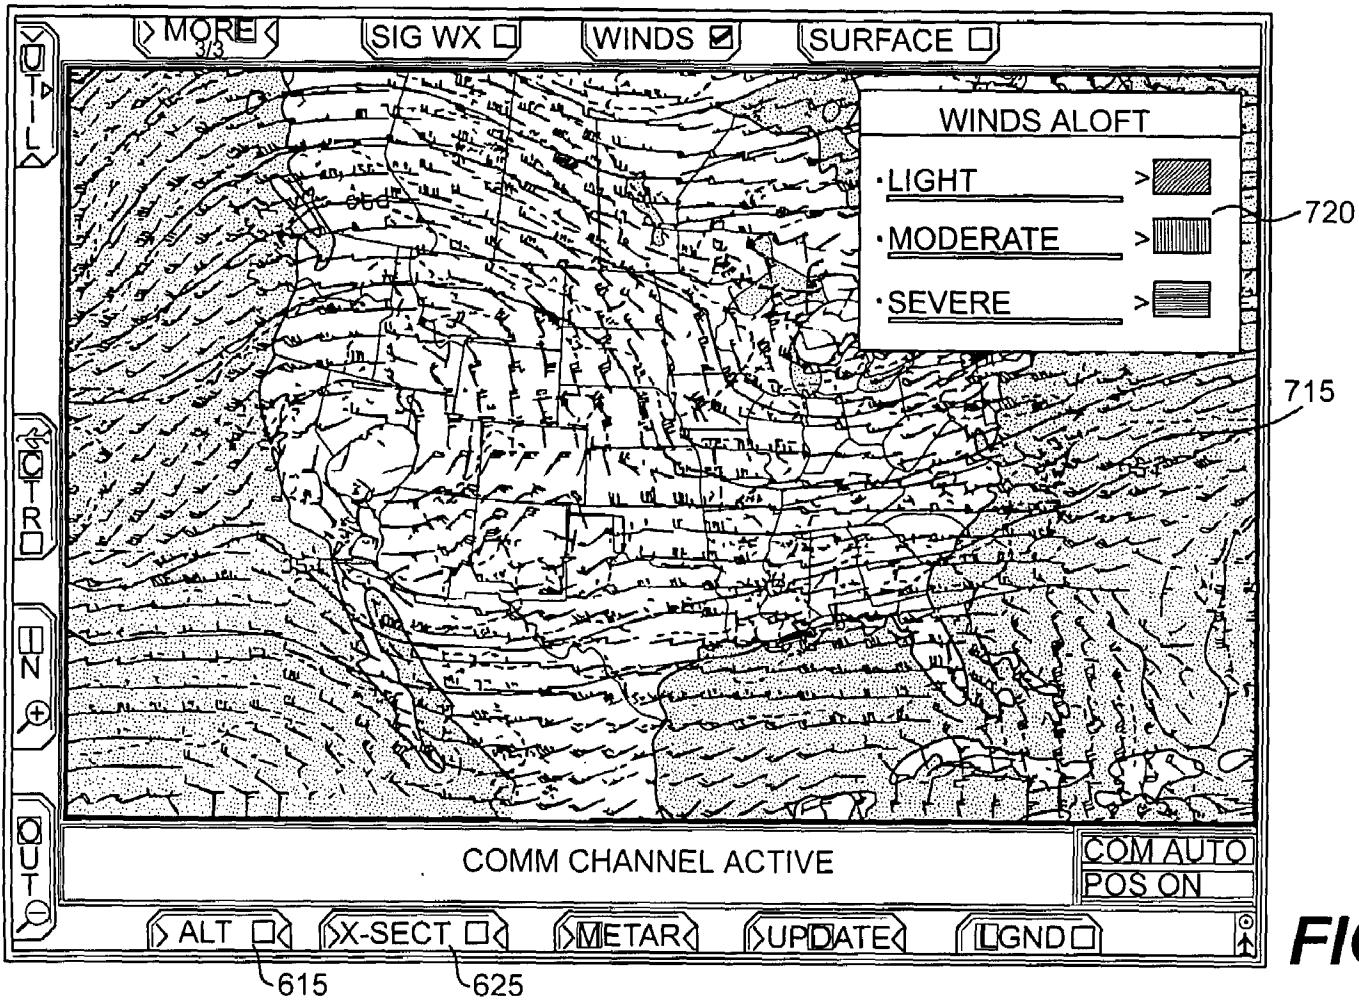 MORE
3/3
SIG WX
WINDS
SURFACE
UTIL
WINDS ALOFT
LIGHT >
MODERATE >
SEVERE >
720
715
CTR
IN
OUT
COMM CHANNEL ACTIVE
COM AUTO
POS ON
> ALT
>X-SECT
>METAR
>UPDATE
LGND
615
625
FIG